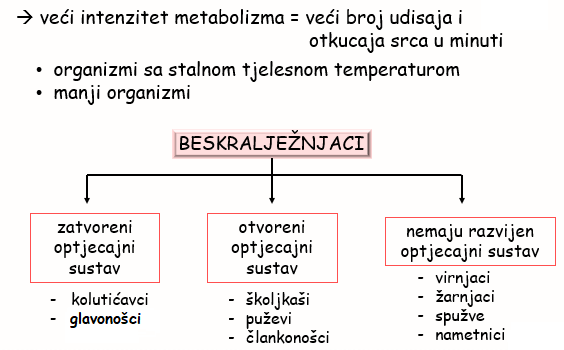 → veći intenzitet metabolizma = veći broj udisaja i
otkucaja srca u minuti
• organizmi sa stalnom tjelesnom temperaturom
• manji organizmi
BESKRALJEŽNJACI
zatvoreni
optjecajni
sustav
- kolutićavci
- glavonošci
otvoreni
optjecajni
sustav
- školjkaši
- puževi
- člankonošci
nemaju razvijen
optjecajni sustav
- virnjaci
- žarnjaci
- spužve
- nametnici